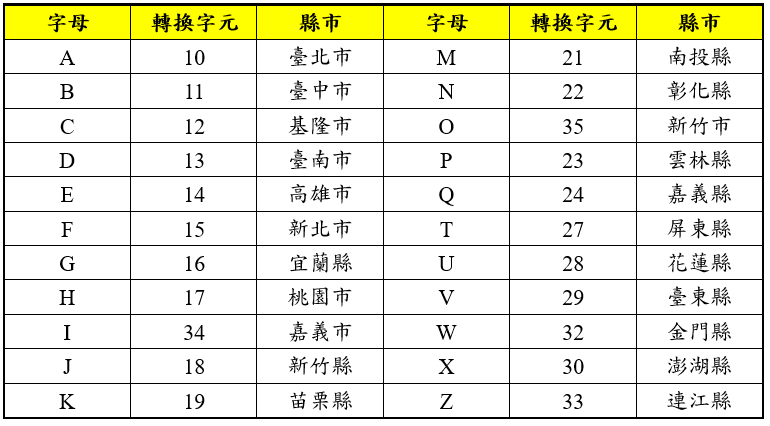 字母 轉換字元 縣市 字母 轉換字元 縣市
A 10 臺北市 M 21 南投縣
B 11 臺中市 N 22 彰化縣
C 12 基隆市 O 35 新竹市
D 13 臺南市 P 23 雲林縣
E 14 高雄市 Q 24 嘉義縣
F 15 新北市 T 27 屏東縣
G 16 宜蘭縣 U 28 花蓮縣
H 17 桃園市 V 29 臺東縣
I 34 嘉義市 W 32 金門縣
J 18 新竹縣 X 30 澎湖縣
K 19 苗栗縣 Z 33 連江縣